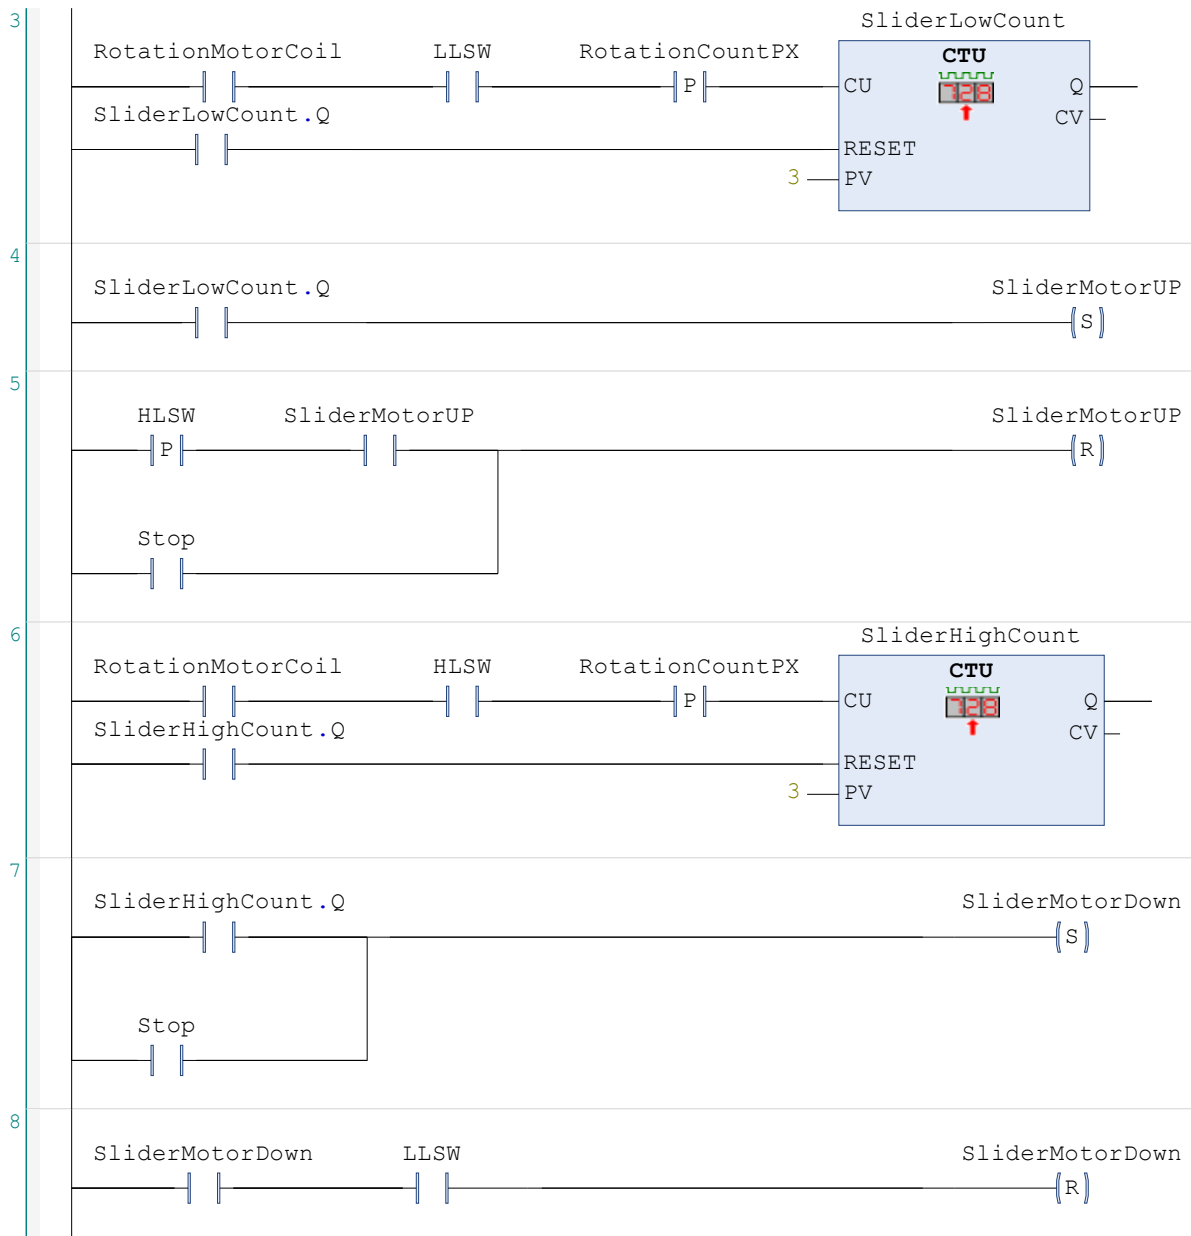 3
SliderLowCount
RotationMotorCoil LLSW RotationCountPX CTU
CU 728 Q
SliderLowCount.Q CV
RESET
3 PV
4
SliderLowCount.Q SliderMotorUP
S
5
HLSW SliderMotorUP SliderMotorUP
P R
Stop
6
SliderHighCount
RotationMotorCoil HLSW RotationCountPX CTU
P CU 728 Q
SliderHighCount.Q CV
RESET
3 PV
7
SliderHighCount.Q SliderMotorDown
S
Stop
8
SliderMotorDown LLSW SliderMotorDown
R